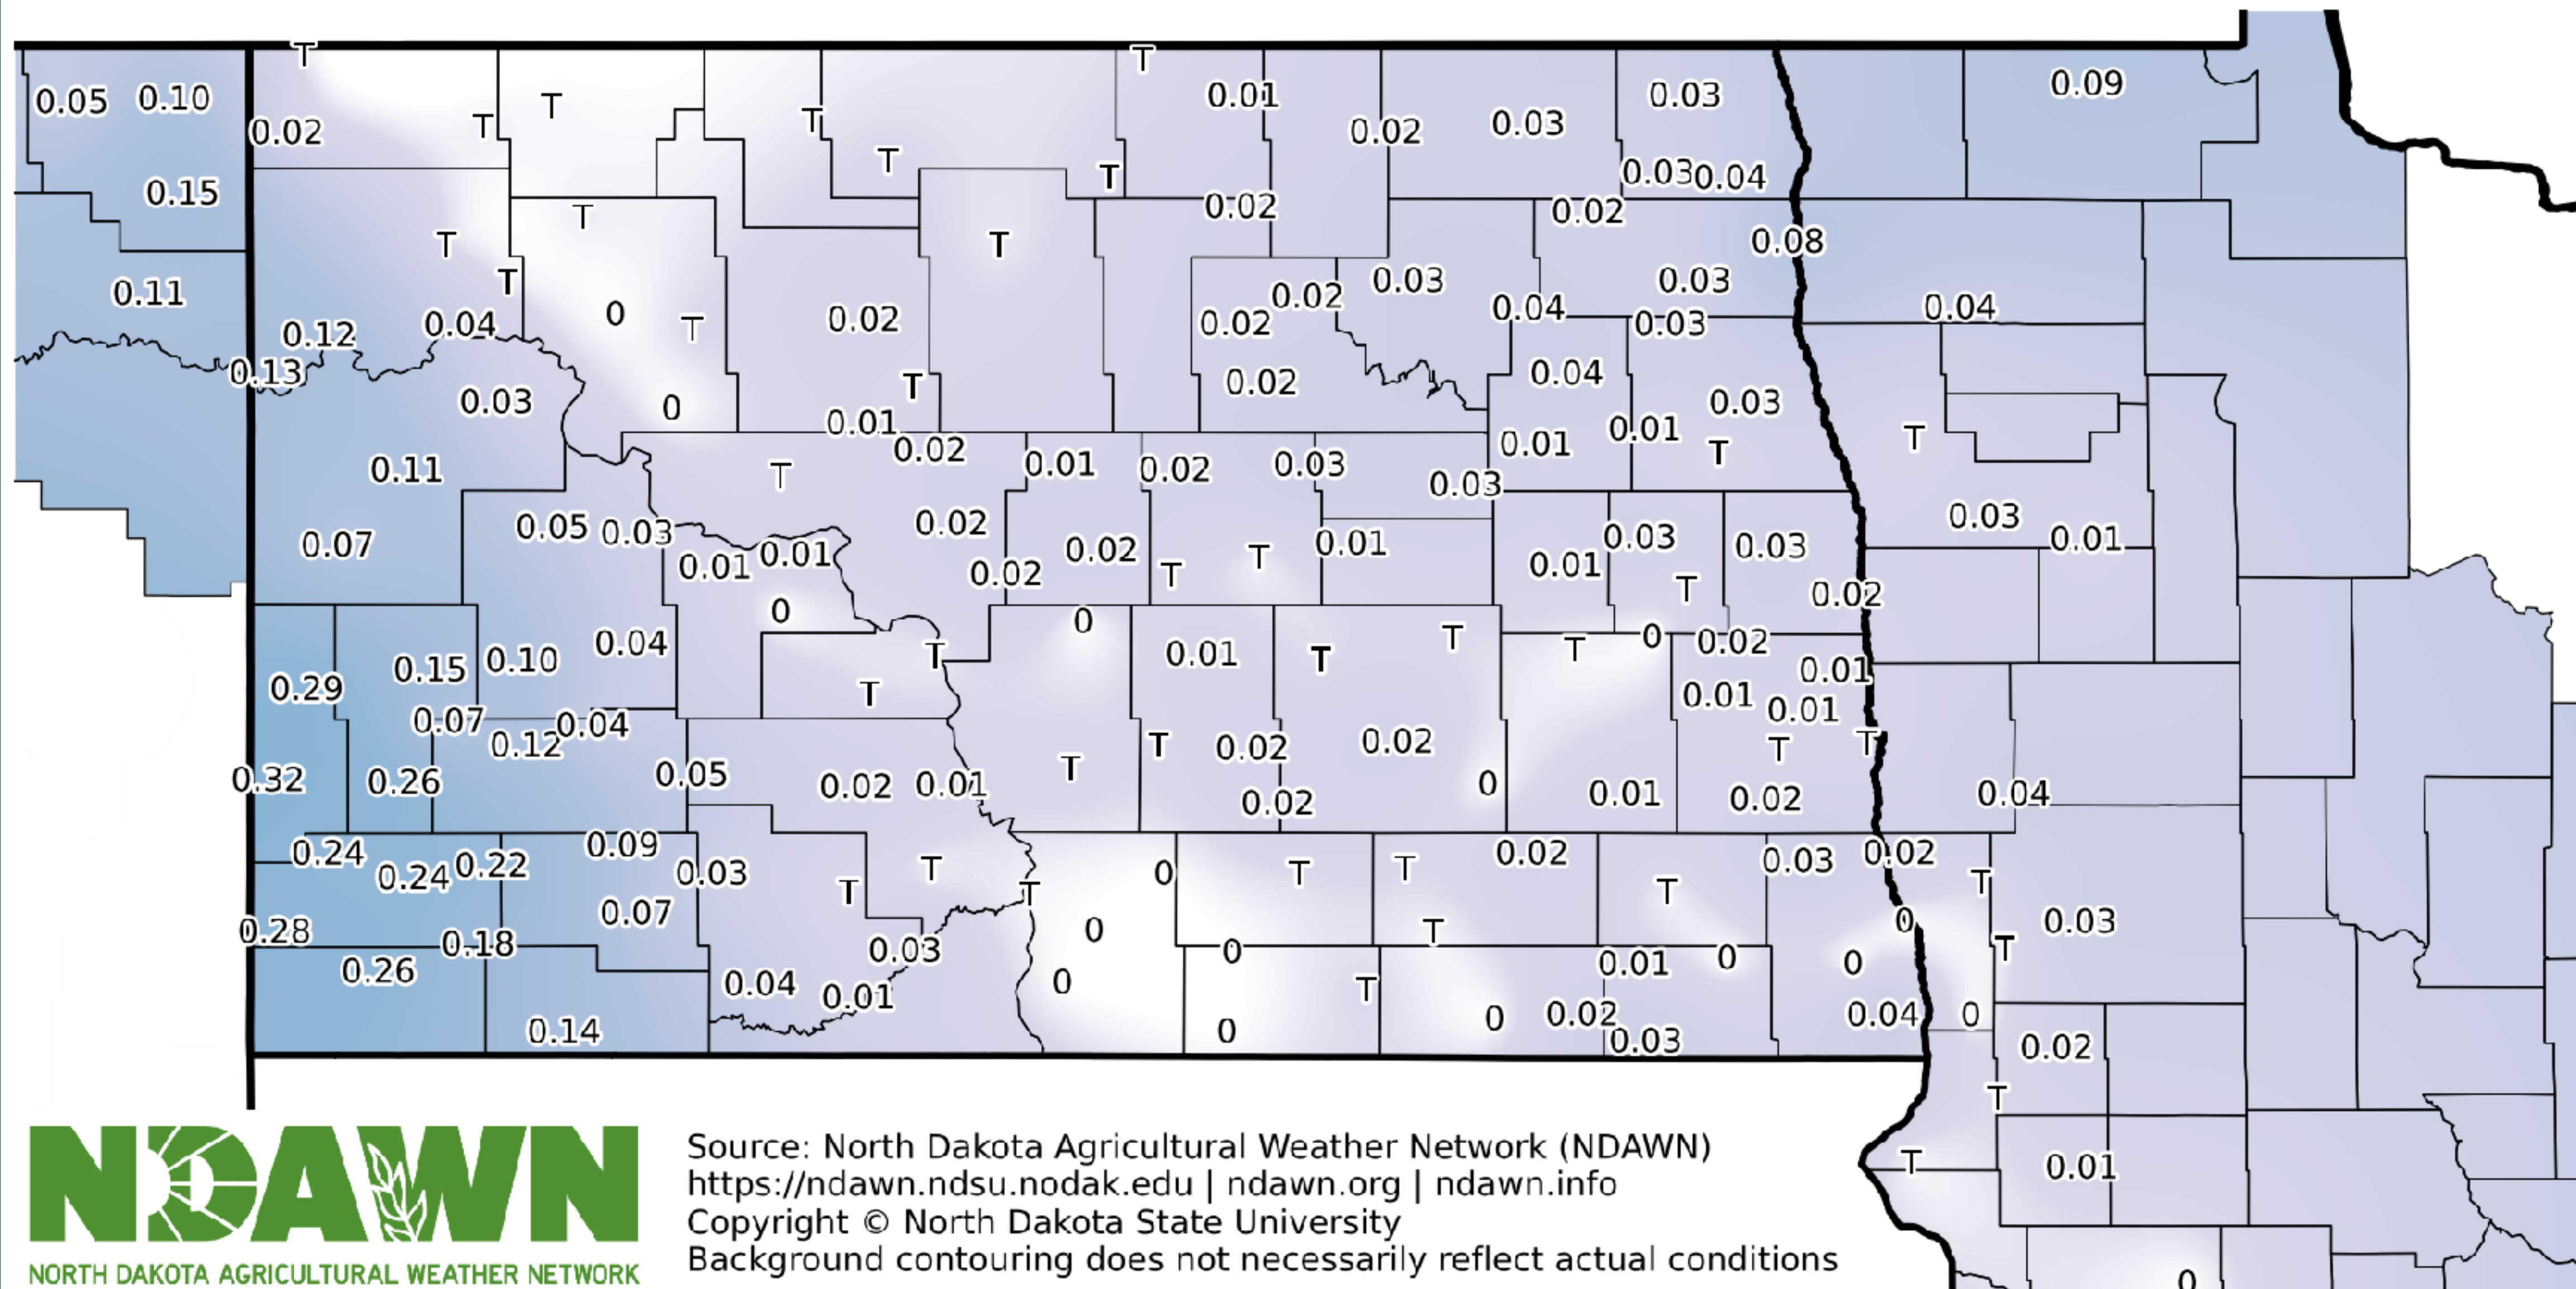 T T
0.05 0.10 T T 0.01 0.03 0.09
0.02 T T 0.02 0.03
0.15 T T 0.03 0.04
T 0.02 0.02
T T 0.08
0.11 T 0.02 0.03 0.03
0.12 0.04 0 T 0.02 0.02 0.04 0.03 0.04
0.13 T 0.02 0.04
0.03 0 0.01 0.03
0.11 T 0.02 0.01 0.02 0.03 0.01 0.01 T T
0.03
0.07 0.05 0.03 0.02 0.03 0.03 0.01
0.01 0.01 0.02 0.02 T T 0.01 0.01 0.03 T
0 0 0.02
0.15 0.10 0.04 T 0.01 T T T 0 0.02
0.29 T 0.01 0.01
0.07 0.12 0.04 T 0.02 0.02 0.01 T T
0.32 0.26 0.05 0.02 0.01 T 0 0.01 0.02 0.04
0.02
0.24 0.24 0.22 0.09 0.03 T 0 T T 0.02 0.03 0.02
T T T T
0.28 0.18 0.07 0.03 0 0 T 0 0.03
0.26 0.04 0.01 0 T 0.01 0 0 T
0.14 0 0 0.02 0.03 0.04 0 0.02
T
T 0.01
0
NDAWN
NORTH DAKOTA AGRICULTURAL WEATHER NETWORK
Source: North Dakota Agricultural Weather Network (NDAWN)
https://ndawn.ndsu.nodak.edu | ndawn.org | ndawn.info
Copyright © North Dakota State University
Background contouring does not necessarily reflect actual conditions